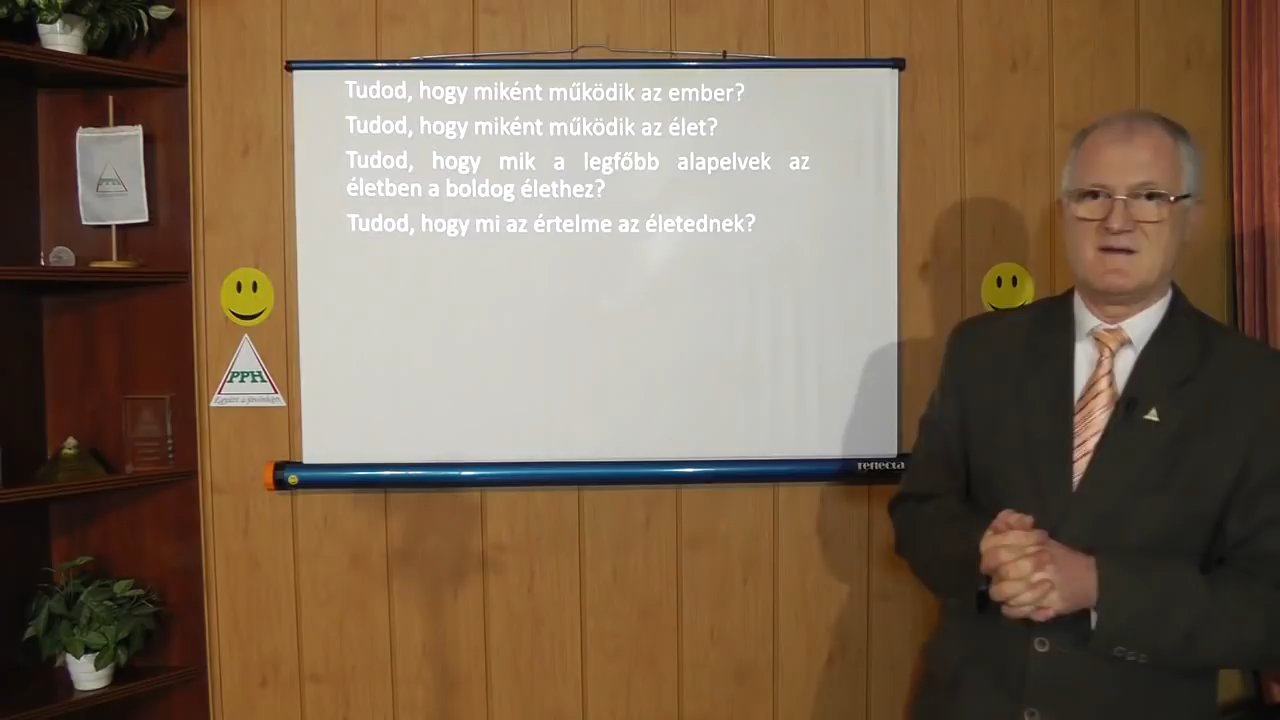 Tudod, hogy miként működik az ember?
Tudod, hogy miként működik az élet?
Tudod, hogy mik a legfőbb alapelvek az
életben a boldog élethez?
Tudod, hogy mi az értelme az életednek?
PPH
PPH
reflecta